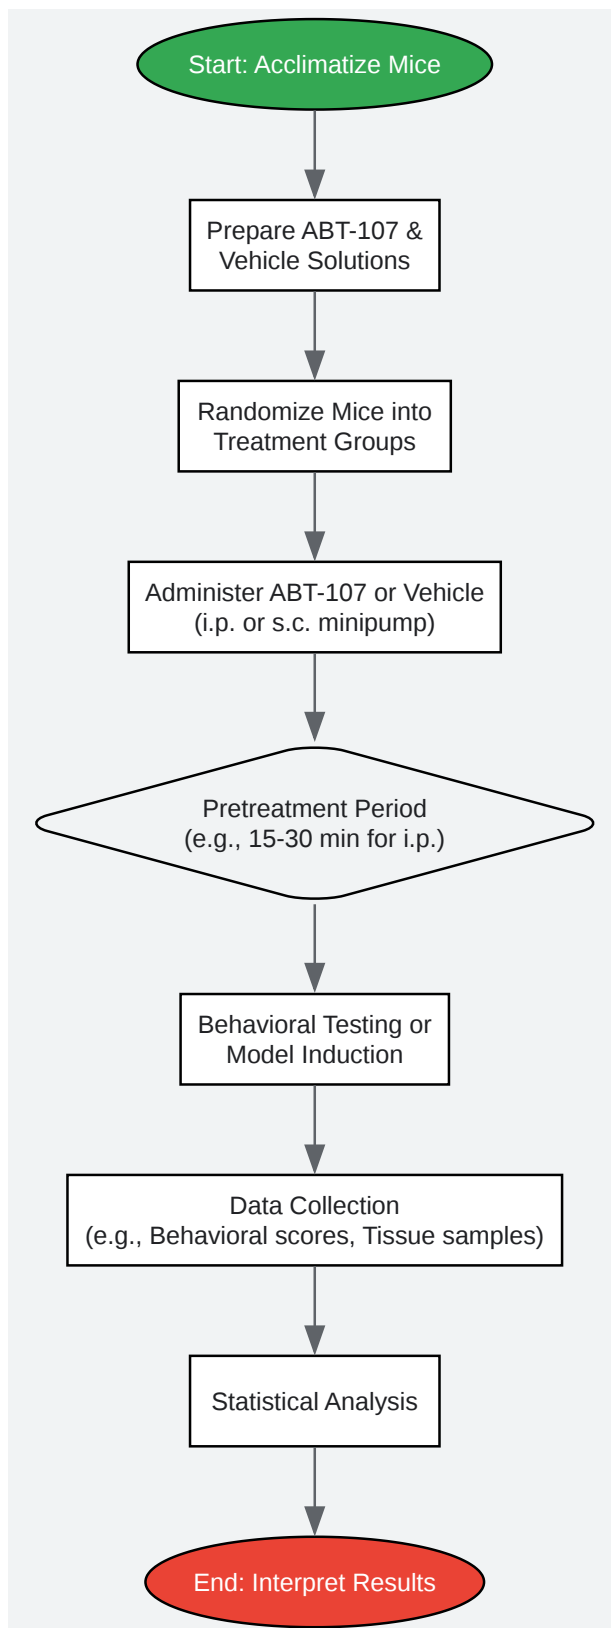 Start: Acclimatize Mice
Prepare ABT-107 &
Vehicle Solutions
Randomize Mice into
Treatment Groups
Administer ABT-107 or Vehicle
(i.p. or s.c. minipump)
Pretreatment Period
(e.g., 15-30 min for i.p.)
Behavioral Testing or
Model Induction
Data Collection
(e.g., Behavioral scores, Tissue samples)
Statistical Analysis
End: Interpret Results